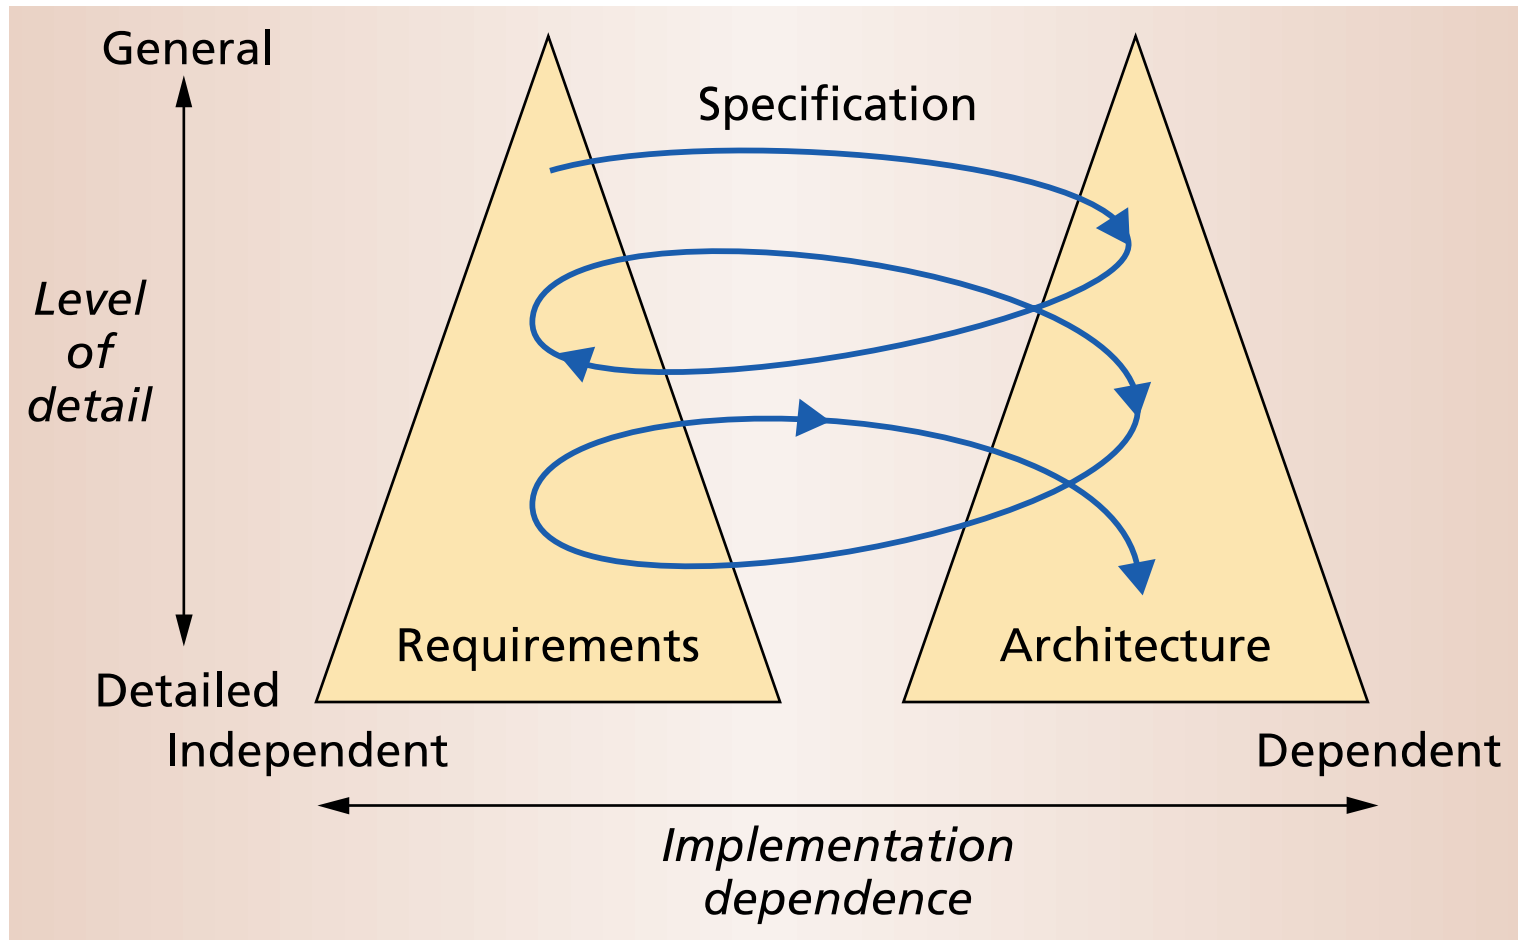 General
Specification
Level
of
detail
Requirements
Architecture
Detailed
Independent
Dependent
Implementation
dependence